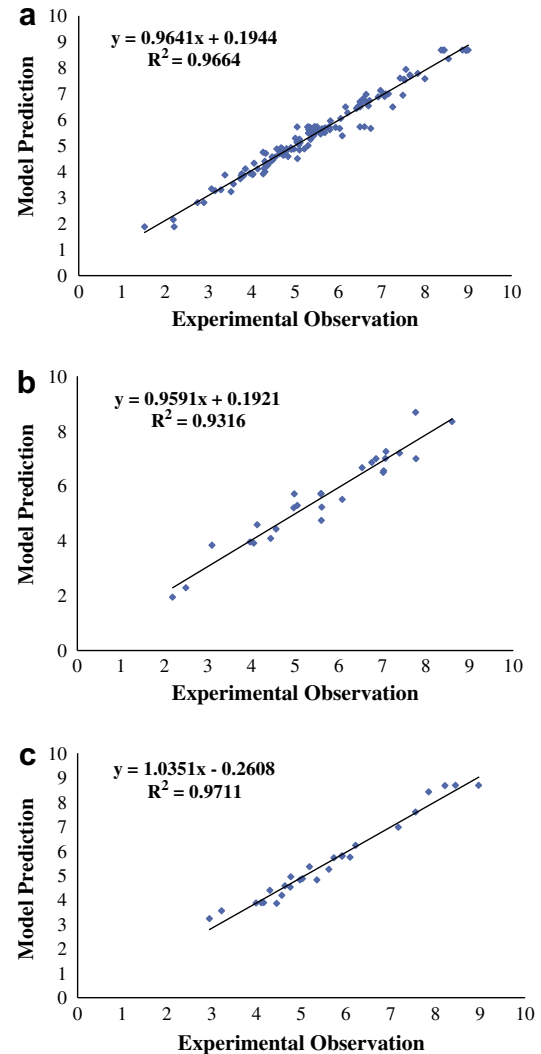 a
y = 0.9641x + 0.1944
R² = 0.9664
10
9
8
7
6
5
4
3
2
1
0
Model Prediction
0 1 2 3 4 5 6 7 8 9 10
Experimental Observation
b
y = 0.9591x + 0.1921
R² = 0.9316
10
8
6
4
2
0
Model Prediction
0 1 2 3 4 5 6 7 8 9 10
Experimental Observation
c
y = 1.0351x - 0.2608
R² = 0.9711
10
9
8
7
6
5
4
3
2
1
0
Model Prediction
0 1 2 3 4 5 6 7 8 9 10
Experimental Observation